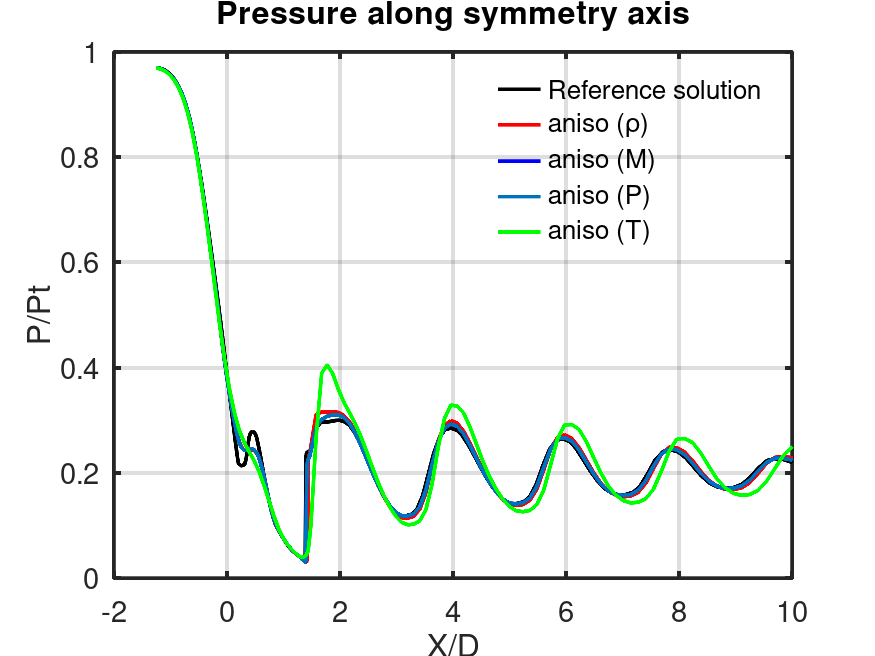 Pressure along symmetry axis
1
0.8
0.6
0.4
0.2
0
P/Pt
Reference solution
aniso (ρ)
aniso (M)
aniso (P)
aniso (T)
-2 0 2 4 6 8 10
X/D